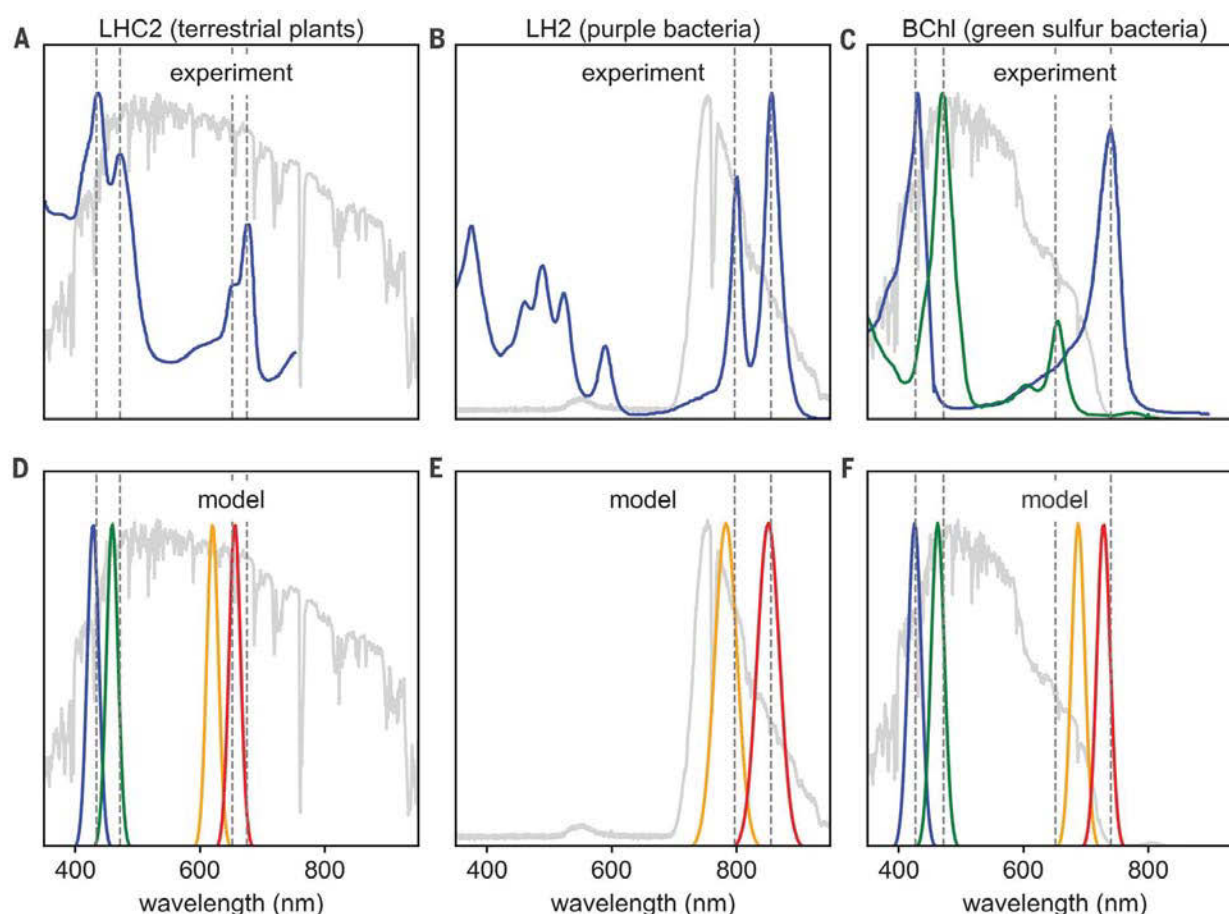 A LHC2 (terrestrial plants)
B LH2 (purple bacteria)
C BChl (green sulfur bacteria)
experiment
experiment
experiment
D
E
F
model
model
model
400 600 800
400 600 800
400 600 800
wavelength (nm)
wavelength (nm)
wavelength (nm)